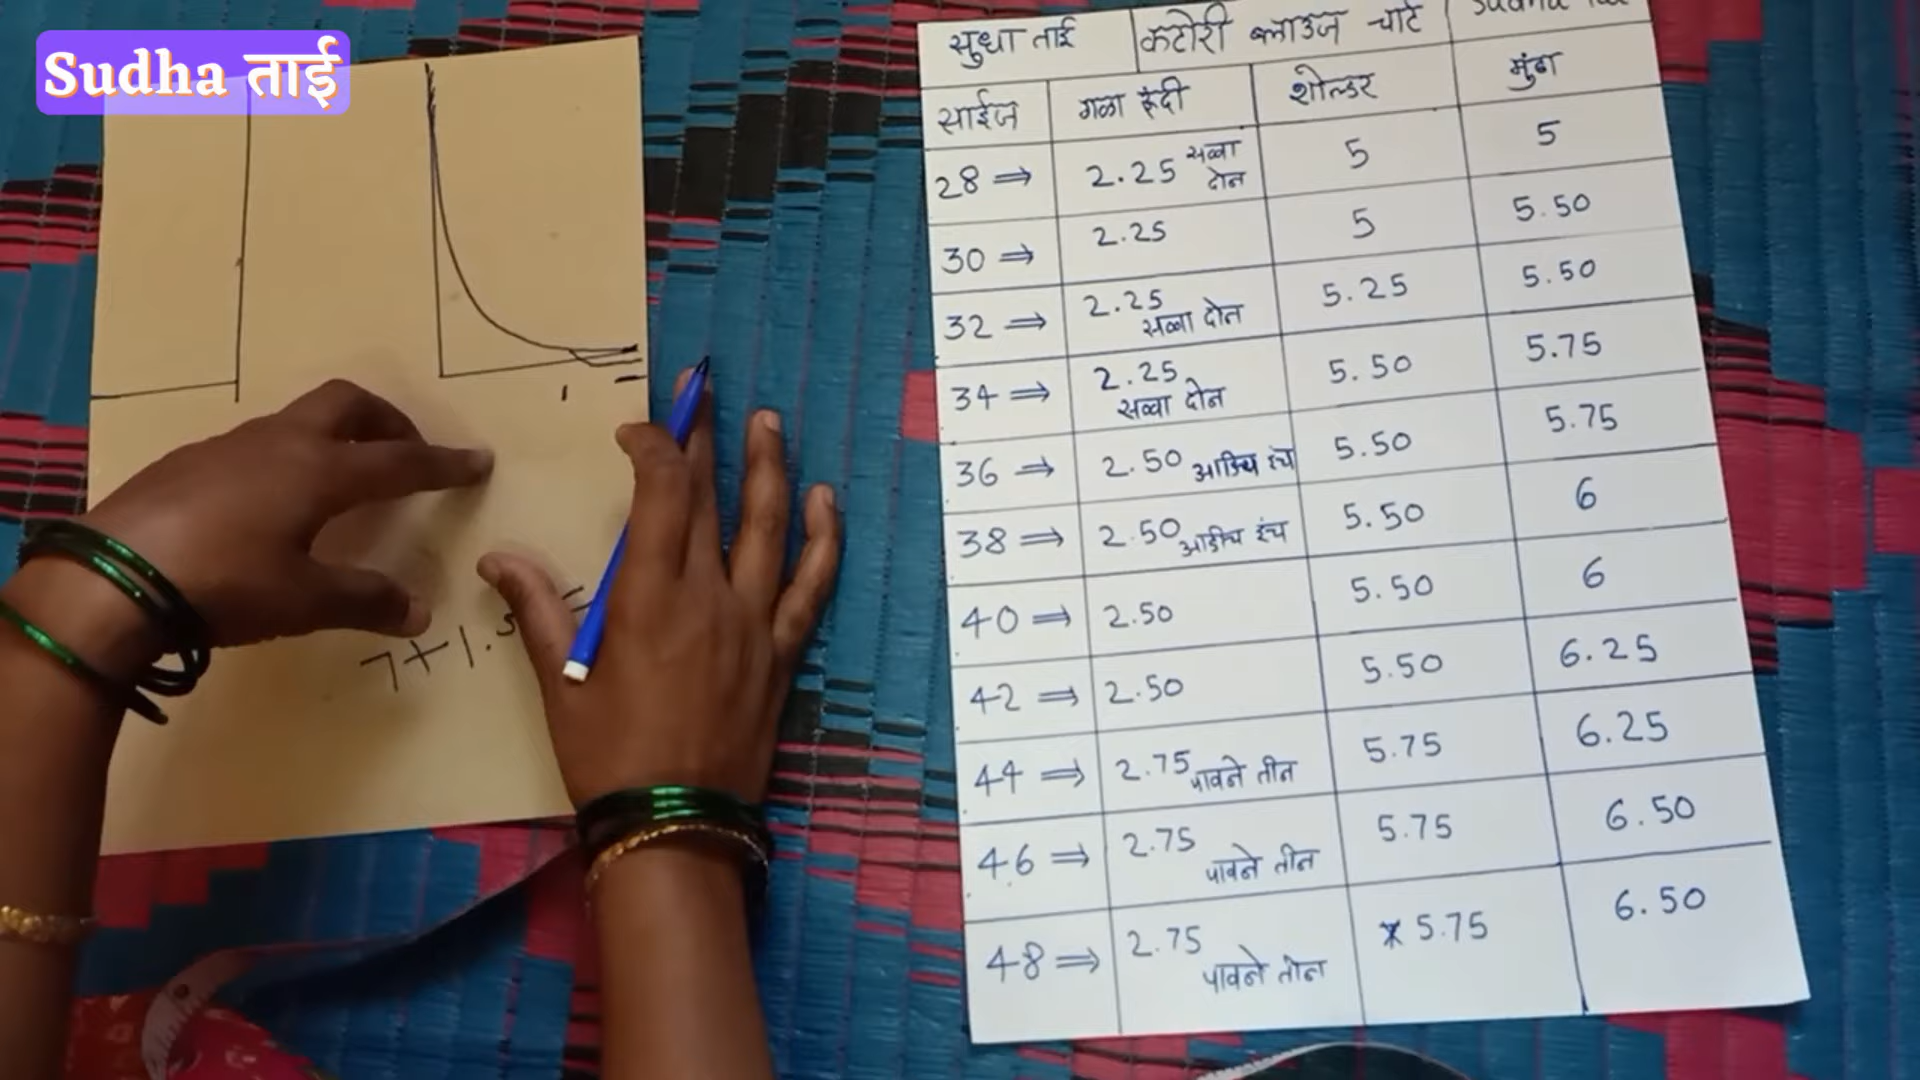 Sudha ताई
सुधा ताई कटोरी ब्लाउज चार्ट
साईज गळा रूंदी शोल्डर मुंढा
28 ⇒ 2.25 सव्वा दोन 5 5
30 ⇒ 2.25 5 5.50
32 ⇒ 2.25 सव्वा दोन 5.25 5.50
34 ⇒ 2.25 सव्वा दोन 5.50 5.75
36 ⇒ 2.50 5.50 5.75
38 ⇒ 2.50 आडीच इंच 5.50 6
40 ⇒ 2.50 5.50 6
42 ⇒ 2.50 5.50 6.25
44 ⇒ 2.75 पावने तीन 5.75 6.25
46 ⇒ 2.75 पावने तीन 5.75 6.50
48 ⇒ 2.75 पावने तीन 5.75 6.50
7+1.5